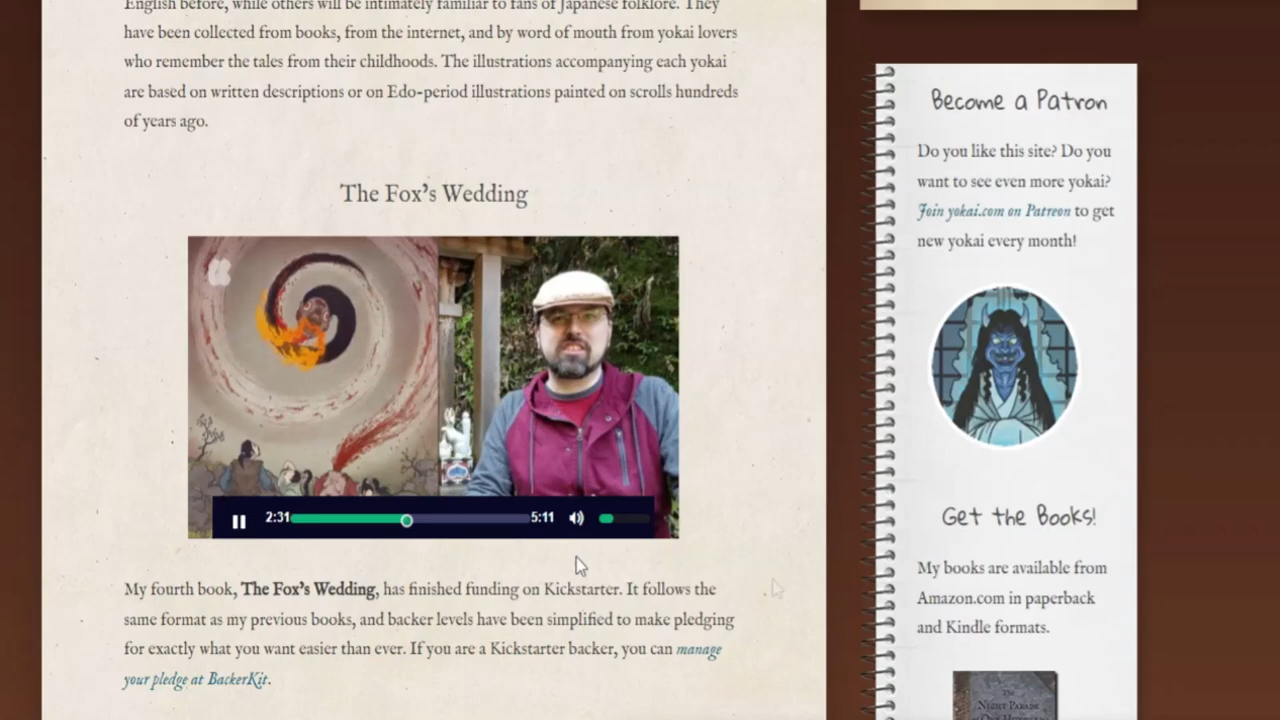 English before, while others will be intimately familiar to fans of Japanese folklore. They
have been collected from books, from the internet, and by word of mouth from yokai lovers
who remember the tales from their childhoods. The illustrations accompanying each yokai
are based on written descriptions or on Edo-period illustrations painted on scrolls hundreds
of years ago.
The Fox's Wedding
2:31
5:11
My fourth book, The Fox's Wedding, has finished funding on Kickstarter. It follows the
same format as my previous books, and backer levels have been simplified to make pledging
for exactly what you want easier than ever. If you are a Kickstarter backer, you can manage
your pledge at BackerKit.
Become a Patron
Do you like this site? Do you
want to see even more yokai?
Join yokai.com on Patreon to get
new yokai every month!
Get the Books!
My books are available from
Amazon.com in paperback
and Kindle formats.
The
Night Parade